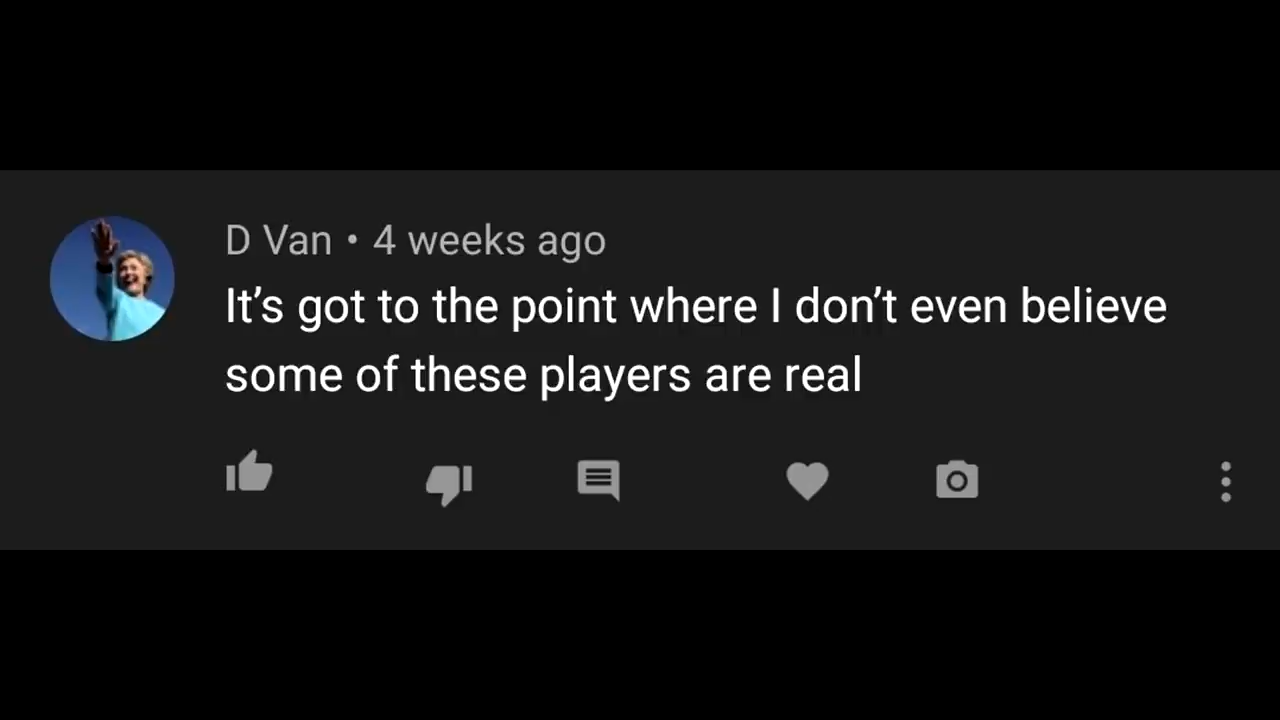 D Van • 4 weeks ago
It’s got to the point where I don’t even believe
some of these players are real